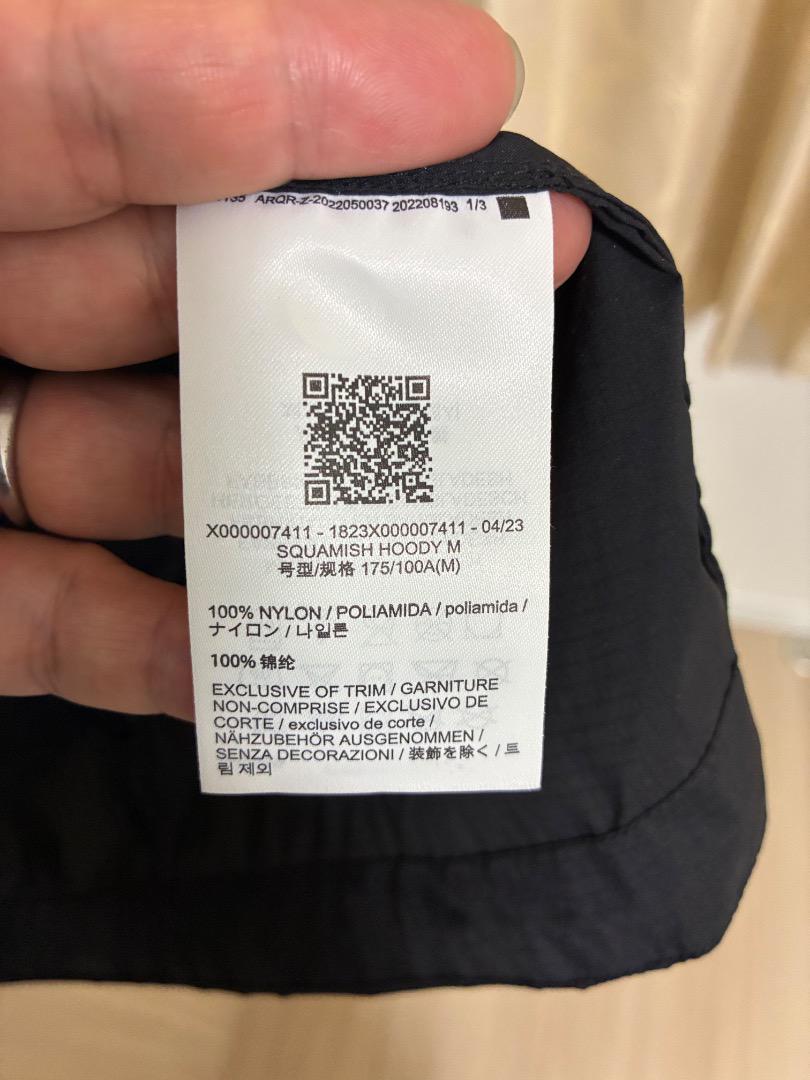 ARQR-Z-2022050037 202208193 1/3
X000007411 - 1823X000007411 - 04/23
SQUAMISH HOODY M
号型/规格 175/100A(M)
100% NYLON / POLIAMIDA / poliamida /
ナイロン / 나일론
100% 锦纶
EXCLUSIVE OF TRIM / GARNITURE
NON-COMPRISE / EXCLUSIVO DE
CORTE / exclusivo de corte /
NÄHZUBEHÖR AUSGENOMMEN /
SENZA DECORAZIONI / 装飾を除く / 트
림 제외